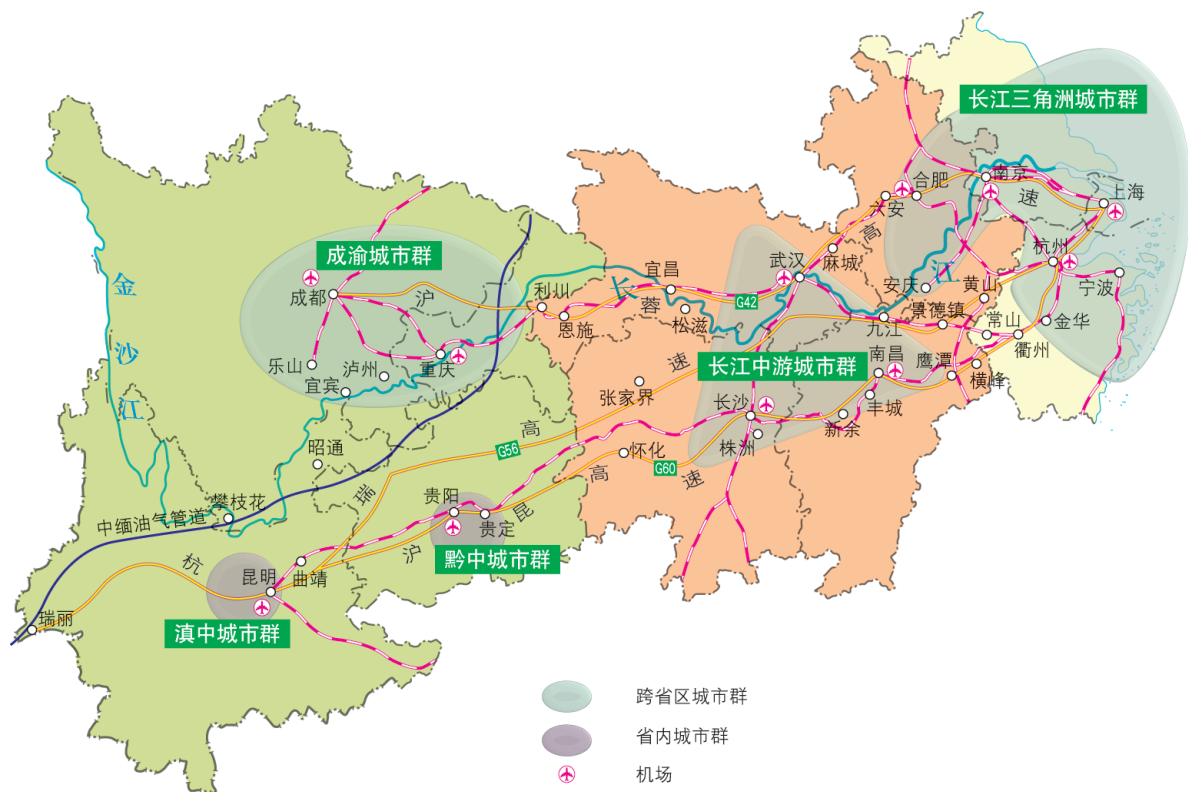 长江三角洲城市群
合肥
南京
六安
速
上海
高
麻城
武汉
杭州
宁波
安庆
江
黄山
景德镇
九江
常山
金华
衢州
成渝城市群
成都
沪
利川
恩施
宜昌
长
蓉
松滋
G42
金
沙
江
乐山
泸州
宜宾
重庆
长江中游城市群
南昌
鹰潭
横峰
速
张家界
长沙
丰城
新余
株洲
高
昭通
G56
怀化
G60
高
速
瑞
攀枝花
中缅油气管道
贵阳
贵定
昆
沪
黔中城市群
杭
昆明
曲靖
瑞丽
滇中城市群
跨省区城市群
省内城市群
机场